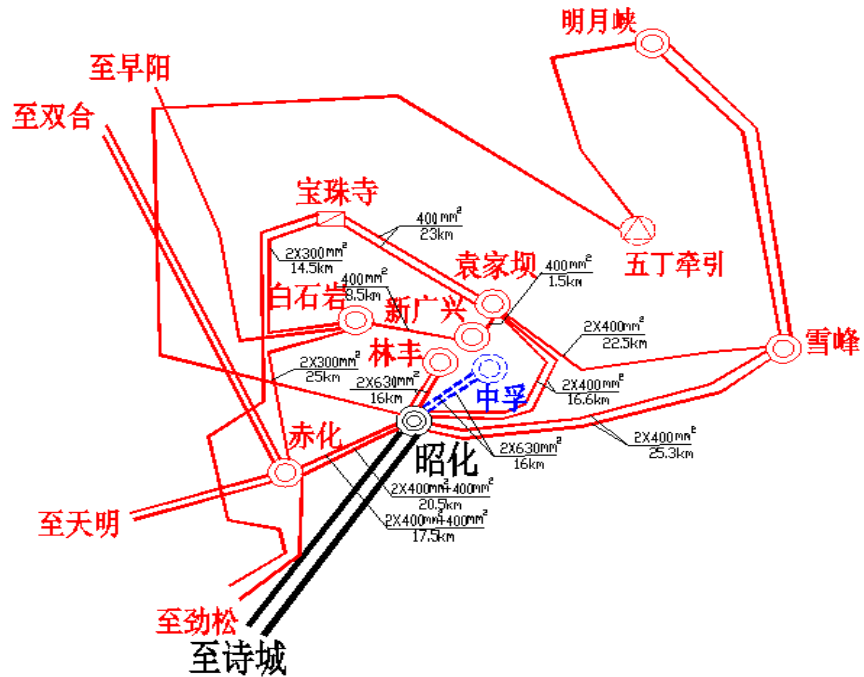 明月峡
至早阳
至双合
宝珠寺
400mm²
23km
2X300mm²
14.5km
袁家坝
400mm²
1.5km
五丁牵引
400mm²
8.5km
白石岩
新广兴
2X400mm²
22.5km
雪峰
林丰
2X300mm²
25km
2X630mm²
16km
中孚
2X400mm²
16.6km
赤化
昭化
2X630mm²
16km
2X400mm²
25.3km
2X400mm²+400mm²
20.5km
至天明
2X400mm²+400mm²
17.5km
至劲松
至诗城